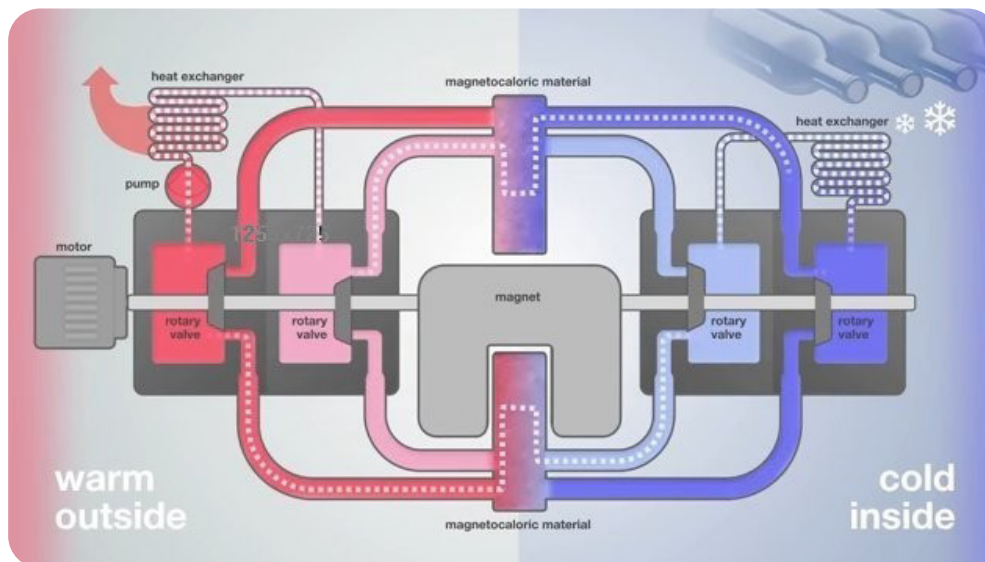 heat exchanger
magnetocaloric material
heat exchanger
pump
motor
magnet
rotary
valve
rotary
valve
rotary
valve
rotary
valve
warm
outside
cold
inside
magnetocaloric material